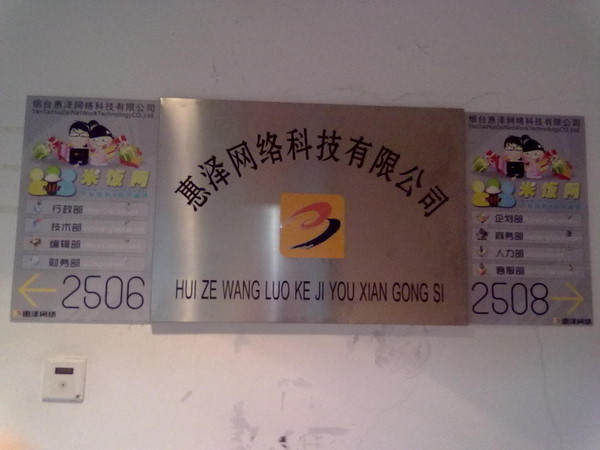 烟台惠泽网络科技有限公司
YanTaiHuiZeNetWorkTechnologyCO.,Ltd
米饭网
行政部
技术部
编辑部
财务部
2506
惠泽网络
惠泽网络科技有限公司
HUI ZE WANG LUO KE JI YOU XIAN GONG SI
烟台惠泽网络科技有限公司
YanTaiHuiZeNetWorkTechnologyCO.,Ltd
米饭网
企划部
商务部
人力部
客服部
2508
惠泽网络